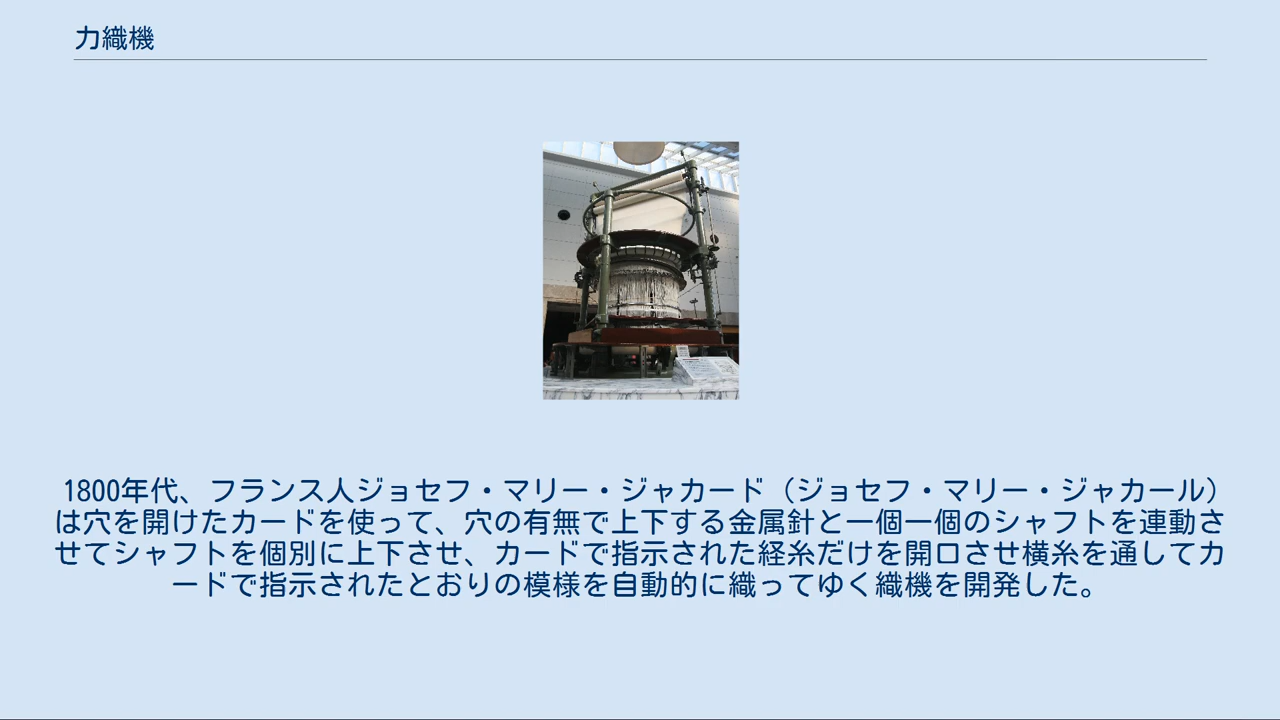 力織機
1800年代、フランス人ジョセフ・マリー・ジャカード（ジョセフ・マリー・ジャカール）
は穴を開けたカードを使って、穴の有無で上下する金属針と一個一個のシャフトを連動さ
せてシャフトを個別に上下させ、カードで指示された経糸だけを開口させ横糸を通してカ
ードで指示されたとおりの模様を自動的に織ってゆく織機を開発した。